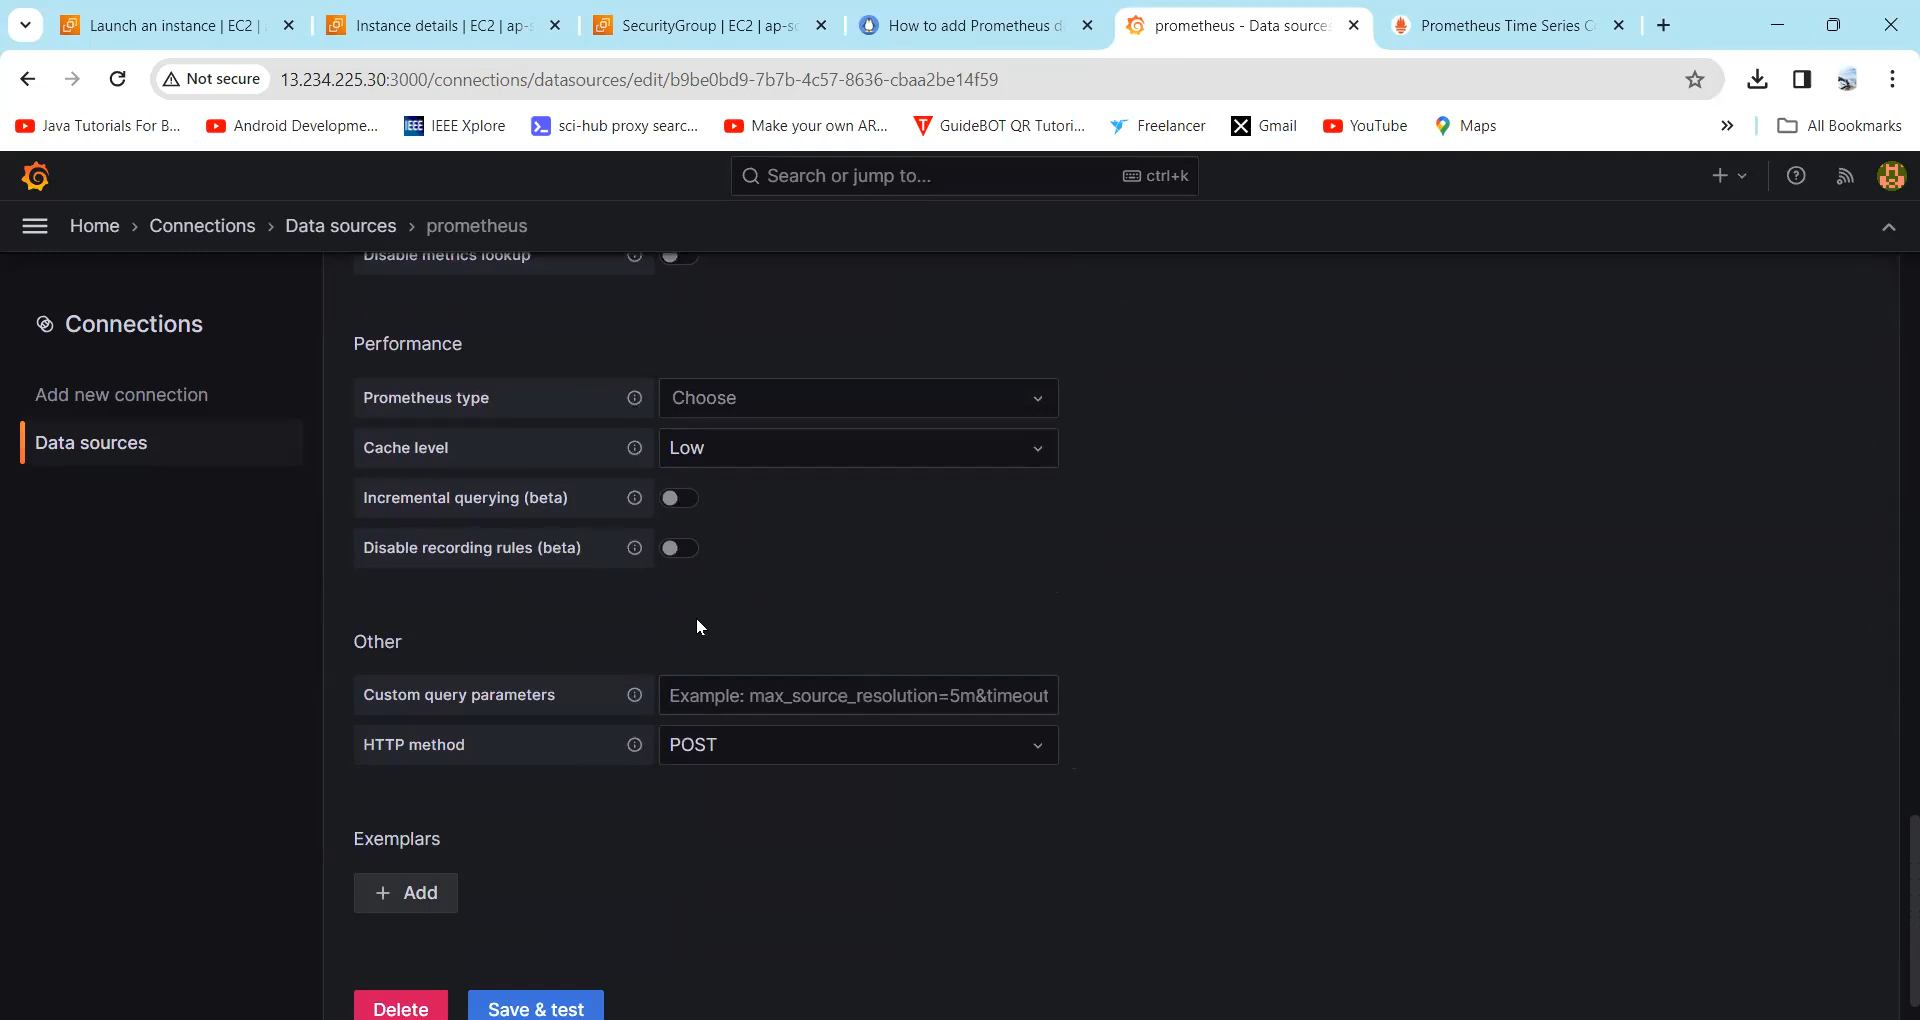 Launch an instance | EC2 |
Instance details | EC2 | ap-s
SecurityGroup | EC2 | ap-so
How to add Prometheus d
prometheus - Data sources
Prometheus Time Series C
Not secure
13.234.225.30:3000/connections/datasources/edit/b9be0bd9-7b7b-4c57-8636-cbaa2be14f59
Java Tutorials For B...
Android Developme...
IEEE Xplore
sci-hub proxy searc...
Make your own AR...
GuideBOT QR Tutori...
Freelancer
Gmail
YouTube
Maps
All Bookmarks
Search or jump to...
ctrl+k
Home › Connections › Data sources › prometheus
Disable metrics lookup
Connections
Add new connection
Data sources
Performance
Prometheus type
Choose
Cache level
Low
Incremental querying (beta)
Disable recording rules (beta)
Other
Custom query parameters
Example: max_source_resolution=5m&timeout
HTTP method
POST
Exemplars
+ Add
Delete
Save & test